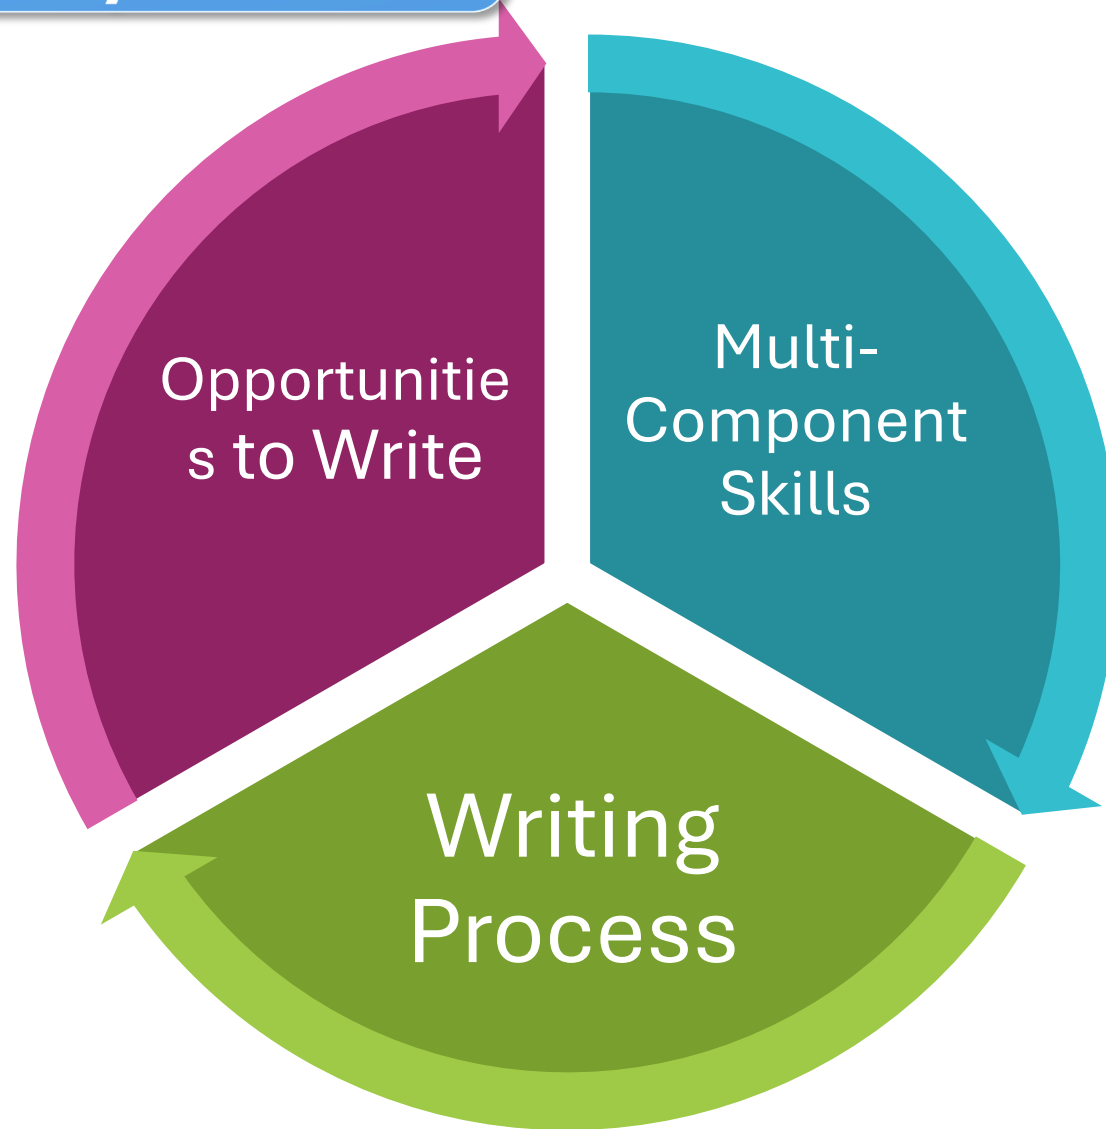 Opportunitie
s to Write
Multi-
Component
Skills
Writing
Process